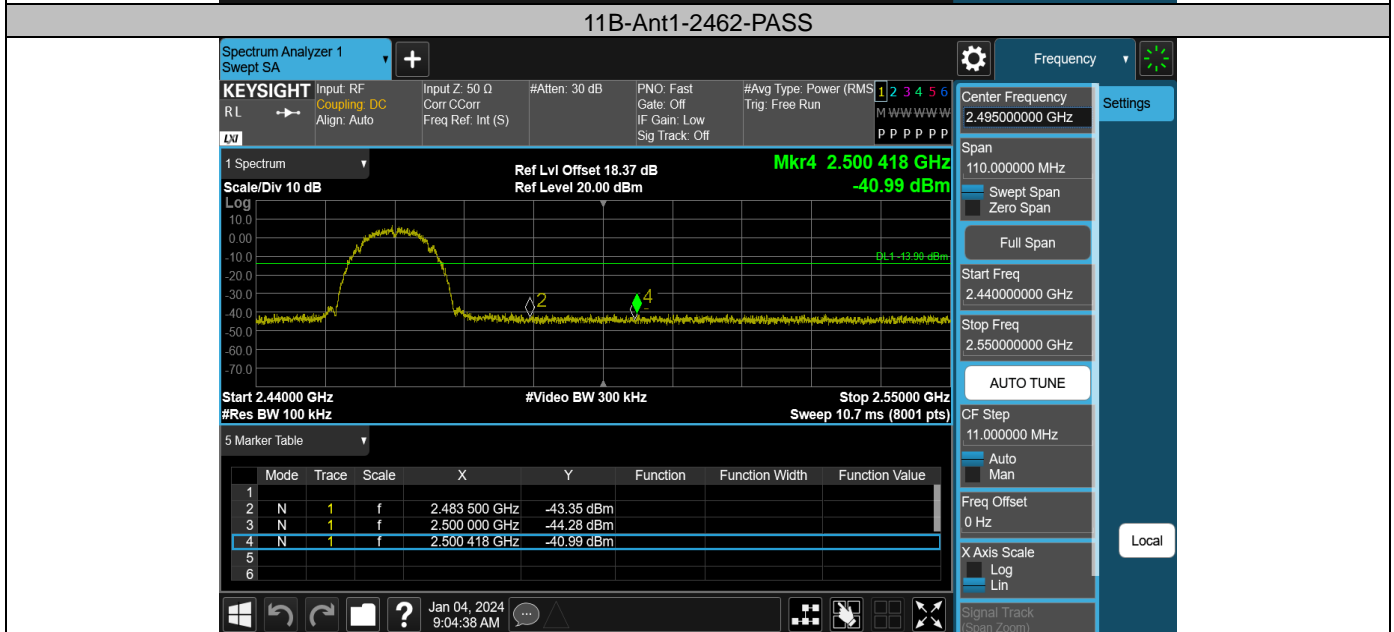 11B-Ant1-2462-PASS
Spectrum Analyzer 1
Swept SA
+
Frequency
KEYSIGHT
RL
LXI
Input: RF
Coupling: DC
Align: Auto
Input Z: 50 Ω
Corr CCorr
Freq Ref: Int (S)
#Atten: 30 dB
PNO: Fast
Gate: Off
IF Gain: Low
Sig Track: Off
#Avg Type: Power (RMS
Trig: Free Run
1 2 3 4 5 6
M W W W W W
P P P P P P
Center Frequency
2.495000000 GHz
Settings
1 Spectrum
Scale/Div 10 dB
Ref Lvl Offset 18.37 dB
Ref Level 20.00 dBm
Mkr4 2.500 418 GHz
-40.99 dBm
Span
110.000000 MHz
Swept Span
Zero Span
Full Span
Log
10.0
0.00
-10.0
-20.0
-30.0
-40.0
-50.0
-60.0
-70.0
DL1 -13.90 dBm
2
4
Start Freq
2.440000000 GHz
Stop Freq
2.550000000 GHz
AUTO TUNE
Start 2.44000 GHz
#Res BW 100 kHz
#Video BW 300 kHz
Stop 2.55000 GHz
Sweep 10.7 ms (8001 pts)
CF Step
11.000000 MHz
Auto
Man
5 Marker Table
Mode Trace Scale X Y Function Function Width Function Value
1
2 N 1 f 2.483 500 GHz -43.35 dBm
3 N 1 f 2.500 000 GHz -44.28 dBm
4 N 1 f 2.500 418 GHz -40.99 dBm
5
6
Freq Offset
0 Hz
X Axis Scale
Log
Lin
Local
Signal Track
(Span Zoom)
?
Jan 04, 2024
9:04:38 AM